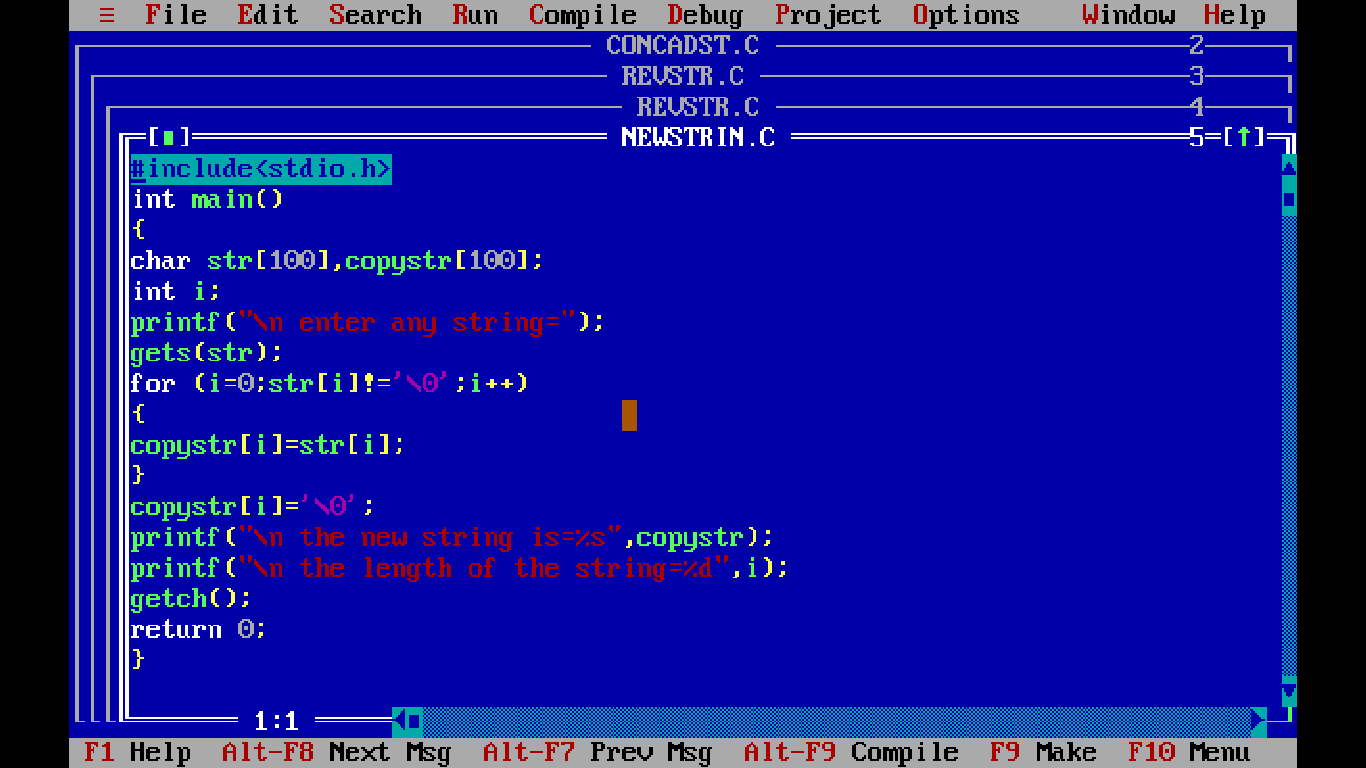 ≡ File Edit Search Run Compile Debug Project Options Window Help
CONCADST.C 2
REVSTR.C 3
REVSTR.C 4
[■] NEWSTRIN.C 5=[↑]
#include<stdio.h>
int main()
{
char str[100],copystr[100];
int i;
printf("\n enter any string=");
gets(str);
for (i=0;str[i]!='\0';i++)
{
copystr[i]=str[i];
}
copystr[i]='\0';
printf("\n the new string is=%s",copystr);
printf("\n the length of the string=%d",i);
getch();
return 0;
}
1:1
F1 Help Alt-F8 Next Msg Alt-F7 Prev Msg Alt-F9 Compile F9 Make F10 Menu